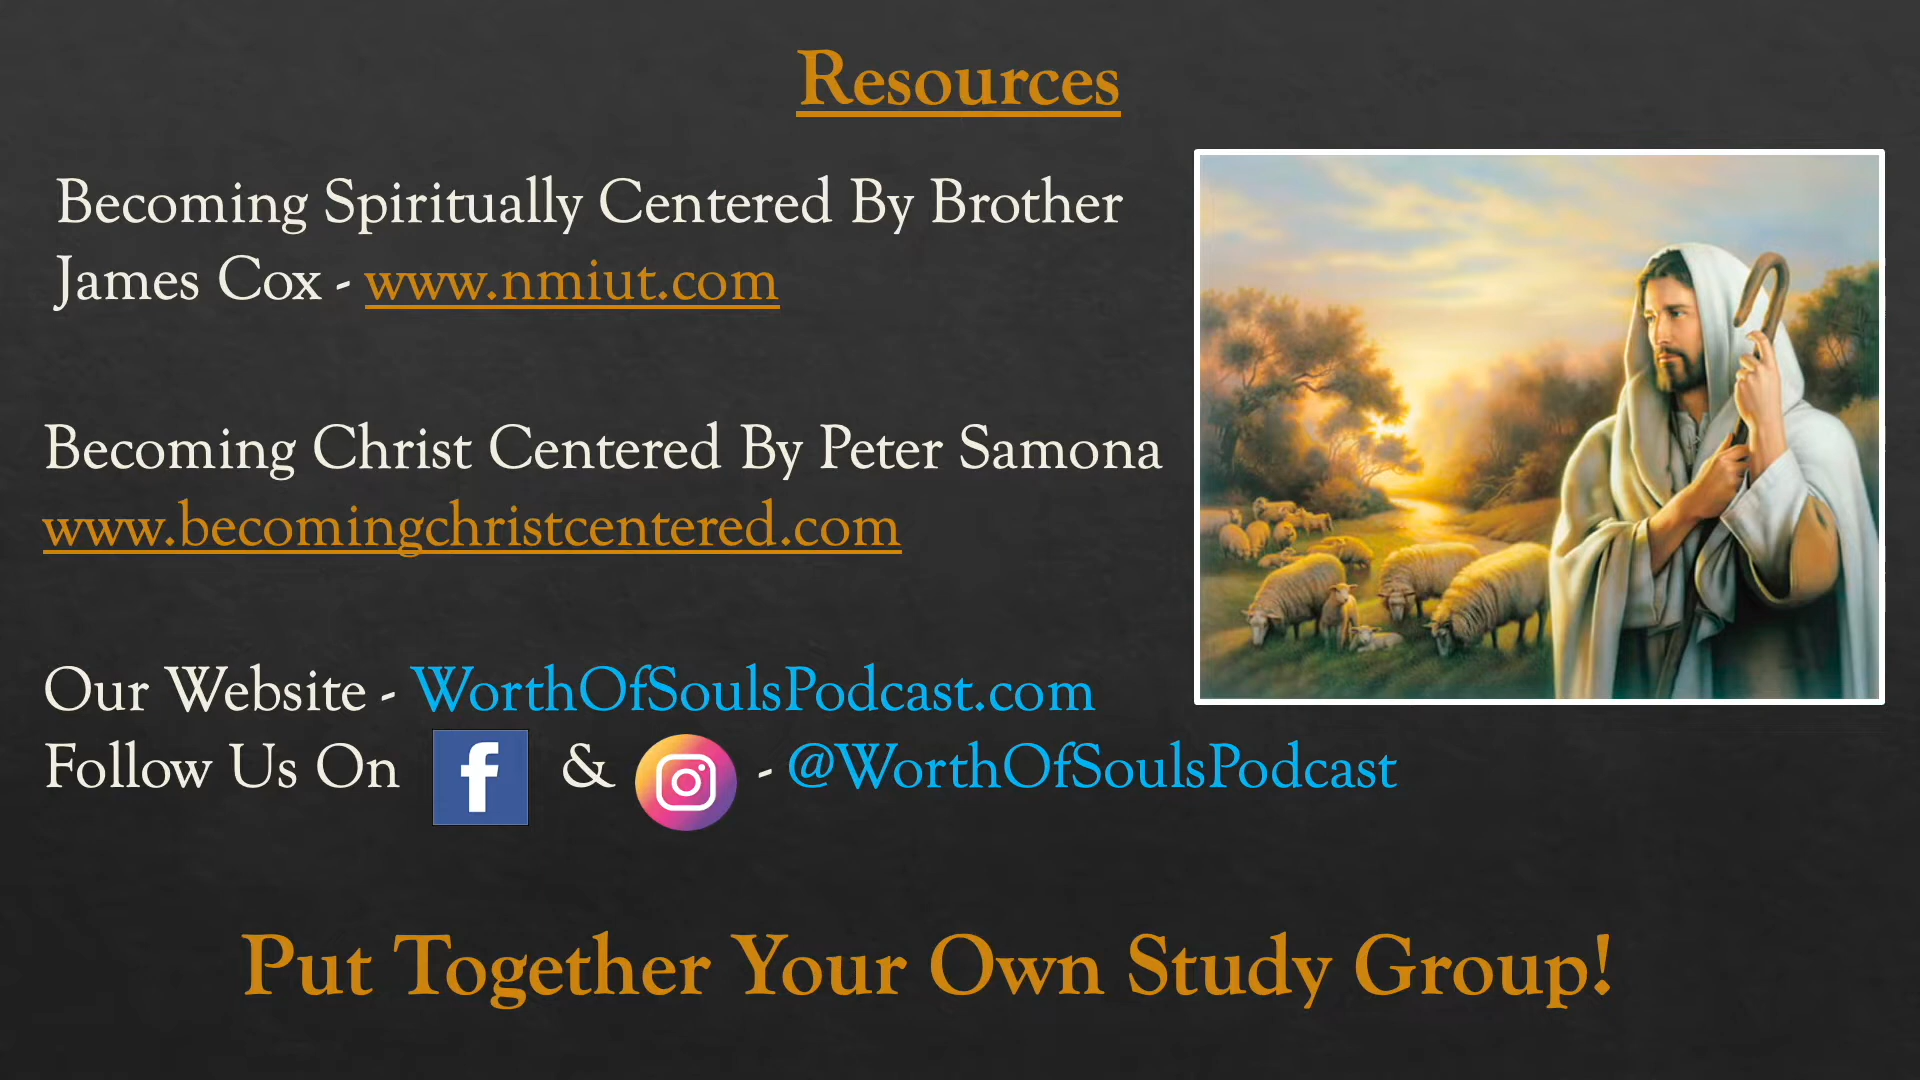 Resources
Becoming Spiritually Centered By Brother
James Cox - www.nmiut.com
Becoming Christ Centered By Peter Samona
www.becomingchristcentered.com
Our Website - WorthOfSoulsPodcast.com
Follow Us On & - @WorthOfSoulsPodcast
Put Together Your Own Study Group!